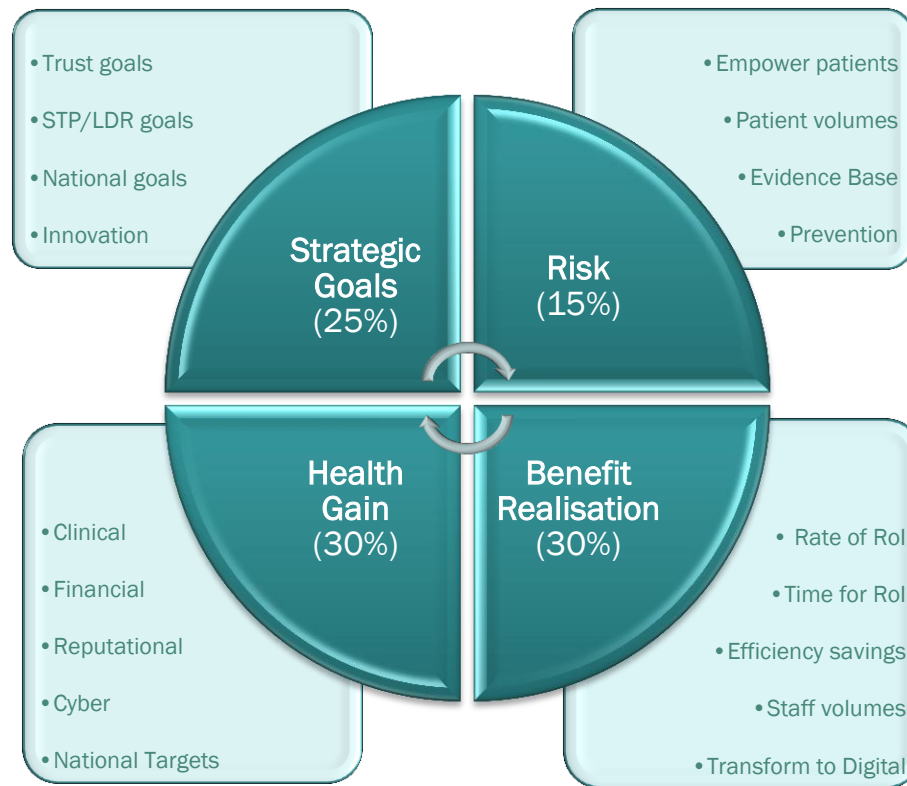 • Trust goals
• STP/LDR goals
• National goals
• Innovation
• Empower patients
• Patient volumes
• Evidence Base
• Prevention
Strategic
Goals
(25%)
Risk
(15%)
Health
Gain
(30%)
Benefit
Realisation
(30%)
• Clinical
• Financial
• Reputational
• Cyber
• National Targets
• Rate of RoI
• Time for RoI
• Efficiency savings
• Staff volumes
• Transform to Digital